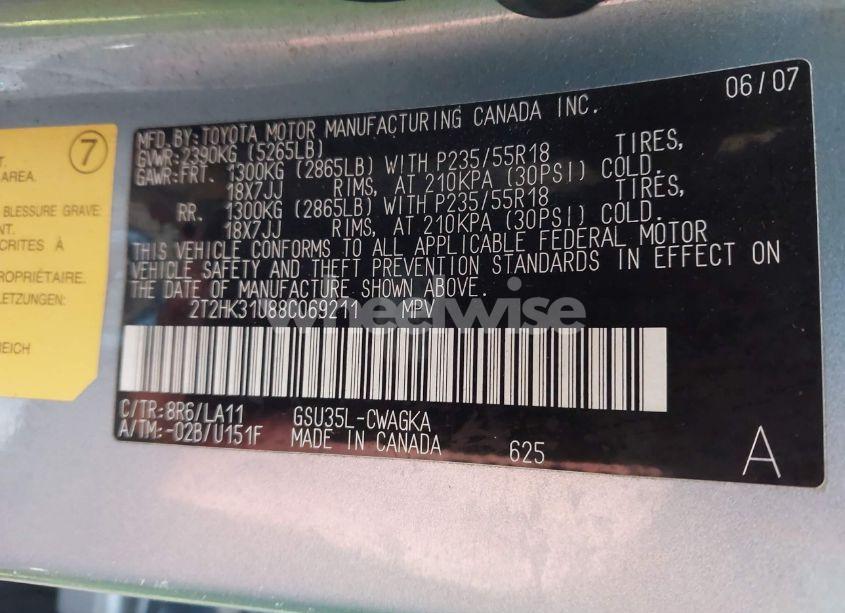 7
AREA.
BLESSURE GRAVE:
NT.
CRITES À
PROPRIÉTAIRE.
LETZUNGEN:
REICH
06/07
MFD.BY:TOYOTA MOTOR MANUFACTURING CANADA INC.
GVWR:2390KG (5265LB)
GAWR:FRT. 1300KG (2865LB) WITH P235/55R18 TIRES,
18X7JJ RIMS, AT 210KPA (30PSI) COLD.
RR. 1300KG (2865LB) WITH P235/55R18 TIRES,
18X7JJ RIMS, AT 210KPA (30PSI) COLD.
THIS VEHICLE CONFORMS TO ALL APPLICABLE FEDERAL MOTOR
VEHICLE SAFETY AND THEFT PREVENTION STANDARDS IN EFFECT ON
THE DATE OF MANUFACTURE SHOWN ABOVE.
2T2HK31U88C069211 MPV
wheelwise
C/TR:8R6/LA11 GSU35L-CWAGKA
A/TM:-02B/U151F MADE IN CANADA 625
A